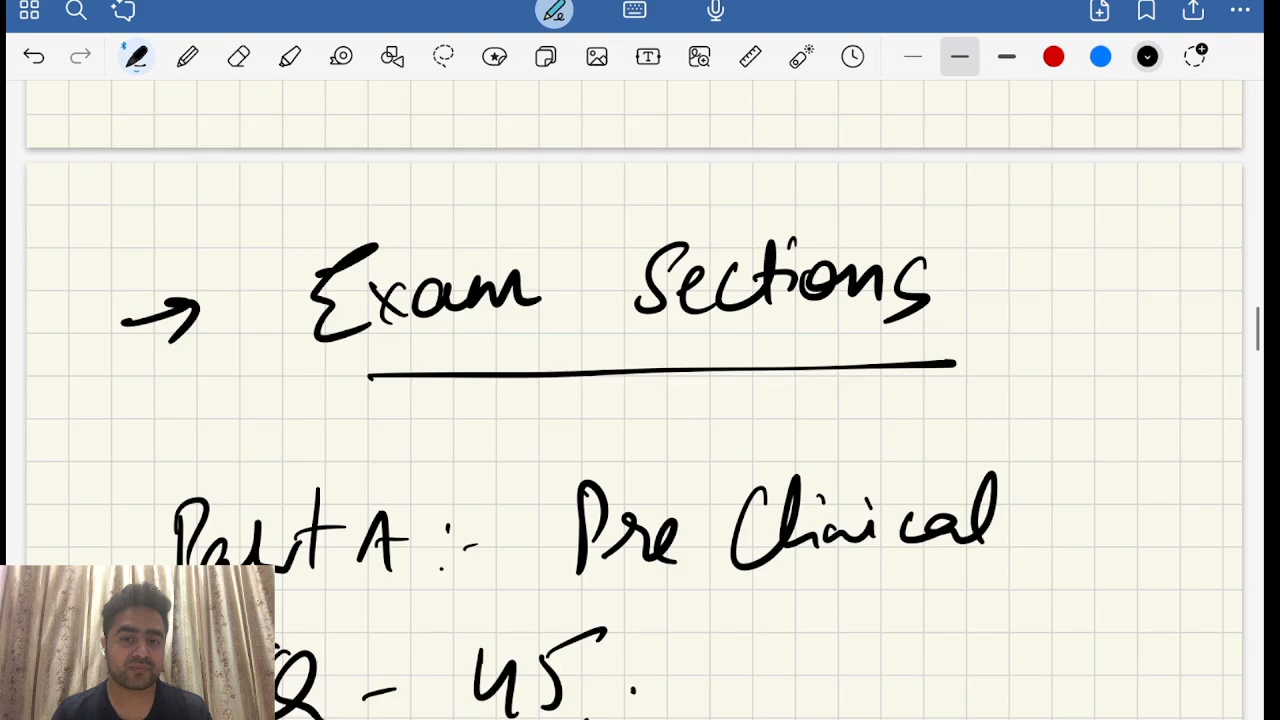 → Exam Sections
Part A :- Pre Clinical
Q - 45.